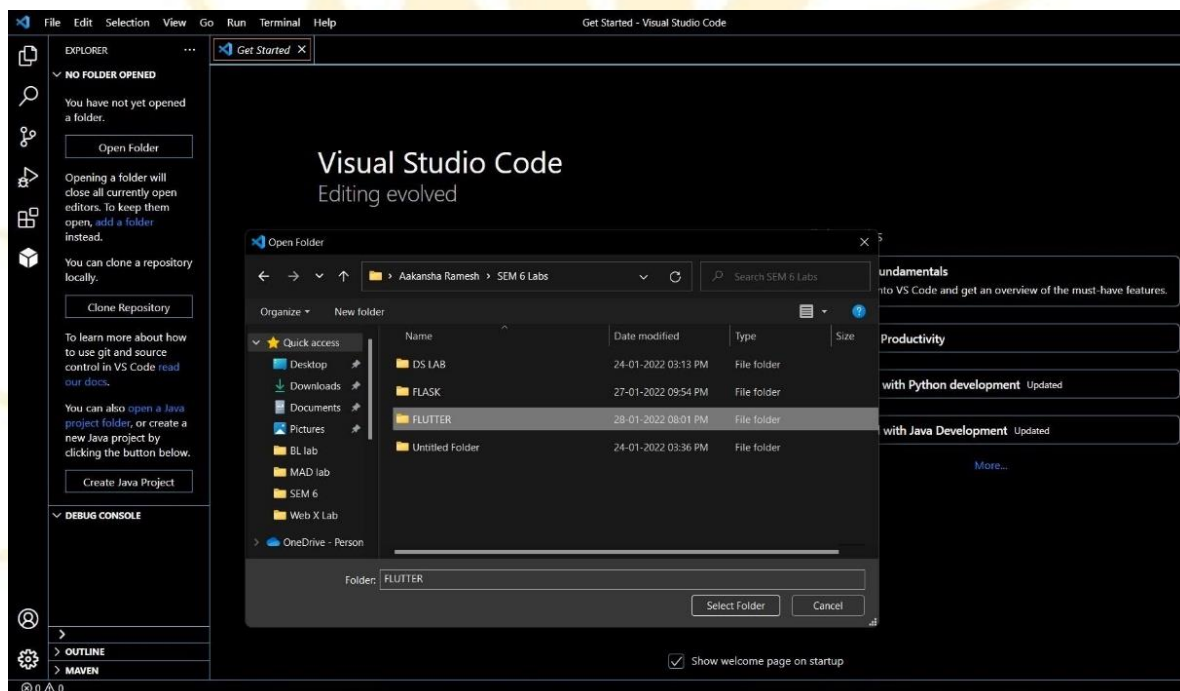 File Edit Selection View Go Run Terminal Help
Get Started - Visual Studio Code
EXPLORER
Get Started
NO FOLDER OPENED
You have not yet opened
a folder.
Open Folder
Opening a folder will
close all currently open
editors. To keep them
open, add a folder
instead.
You can clone a repository
locally.
Clone Repository
To learn more about how
to use git and source
control in VS Code read
our docs.
You can also open a Java
project folder, or create a
new Java project by
clicking the button below.
Create Java Project
DEBUG CONSOLE
OUTLINE
MAVEN
0 0
Visual Studio Code
Editing evolved
Open Folder
Aakansha Ramesh > SEM 6 Labs
Search SEM 6 Labs
Organize New folder
Quick access
Desktop
Downloads
Documents
Pictures
BL lab
MAD lab
SEM 6
Web X Lab
OneDrive - Person
Name Date modified Type Size
DS LAB 24-01-2022 03:13 PM File folder
FLASK 27-01-2022 09:54 PM File folder
FLUTTER 28-01-2022 08:01 PM File folder
Untitled Folder 24-01-2022 03:36 PM File folder
Folder: FLUTTER
Select Folder Cancel
undamentals
nto VS Code and get an overview of the must-have features.
Productivity
with Python development Updated
with Java Development Updated
More...
Show welcome page on startup